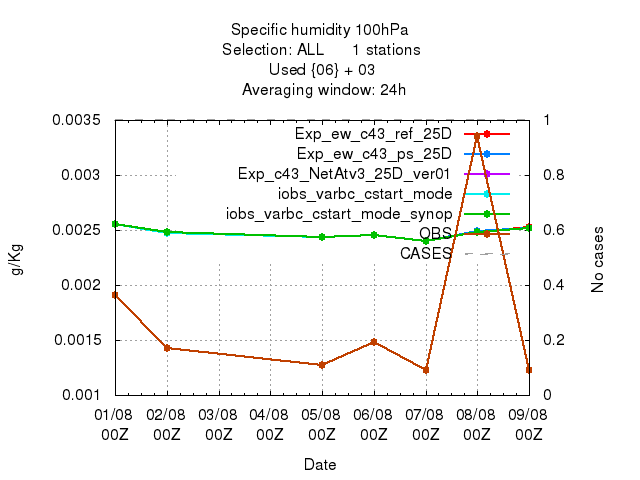 Specific humidity 100hPa
Selection: ALL 1 stations
Used {06} + 03
Averaging window: 24h
0.0035
0.003
0.0025
0.002
0.0015
0.001
g/Kg
1
0.8
0.6
0.4
0.2
0
No cases
Exp_ew_c43_ref_25D
Exp_ew_c43_ps_25D
Exp_c43_NetAtv3_25D_ver01
iobs_varbc_cstart_mode
iobs_varbc_cstart_mode_synop
OBS
CASES
01/08 02/08 03/08 04/08 05/08 06/08 07/08 08/08 09/08
00Z 00Z 00Z 00Z 00Z 00Z 00Z 00Z 00Z
Date